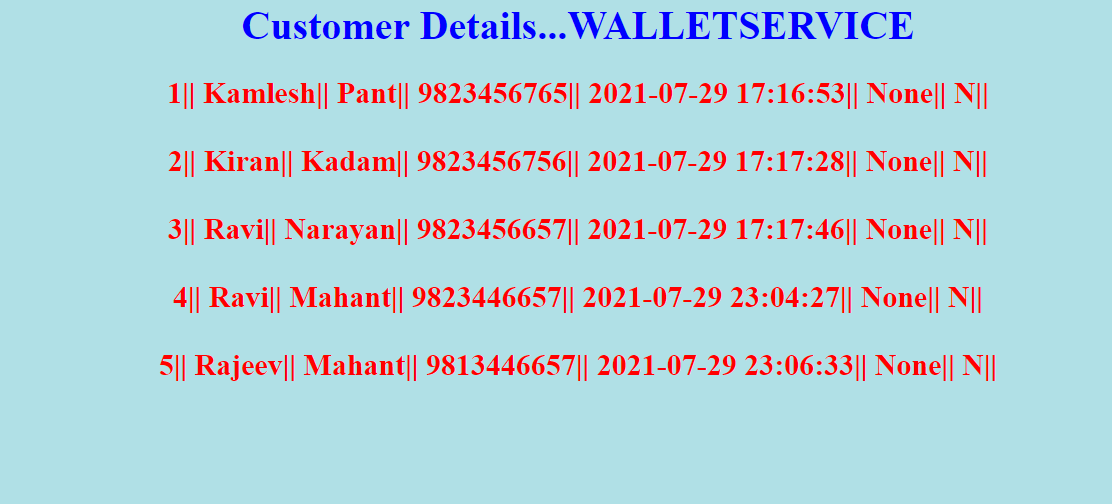 Customer Details...WALLETSERVICE
1|| Kamlesh|| Pant|| 9823456765|| 2021-07-29 17:16:53|| None|| N||
2|| Kiran|| Kadam|| 9823456756|| 2021-07-29 17:17:28|| None|| N||
3|| Ravi|| Narayan|| 9823456657|| 2021-07-29 17:17:46|| None|| N||
4|| Ravi|| Mahant|| 9823446657|| 2021-07-29 23:04:27|| None|| N||
5|| Rajeev|| Mahant|| 9813446657|| 2021-07-29 23:06:33|| None|| N||